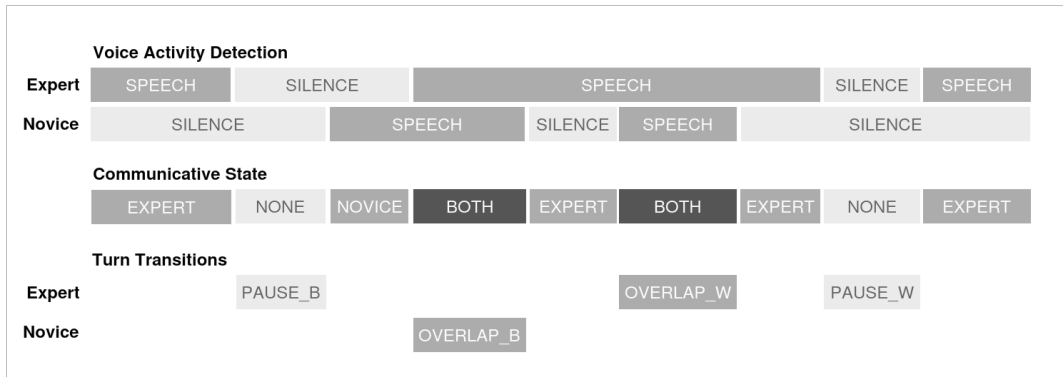 Voice Activity Detection
Expert SPEECH SILENCE SPEECH SILENCE SPEECH
Novice SILENCE SPEECH SILENCE SPEECH SILENCE
Communicative State
EXPERT NONE NOVICE BOTH EXPERT BOTH EXPERT NONE EXPERT
Turn Transitions
Expert PAUSE_B OVERLAP_W PAUSE_W
Novice OVERLAP_B